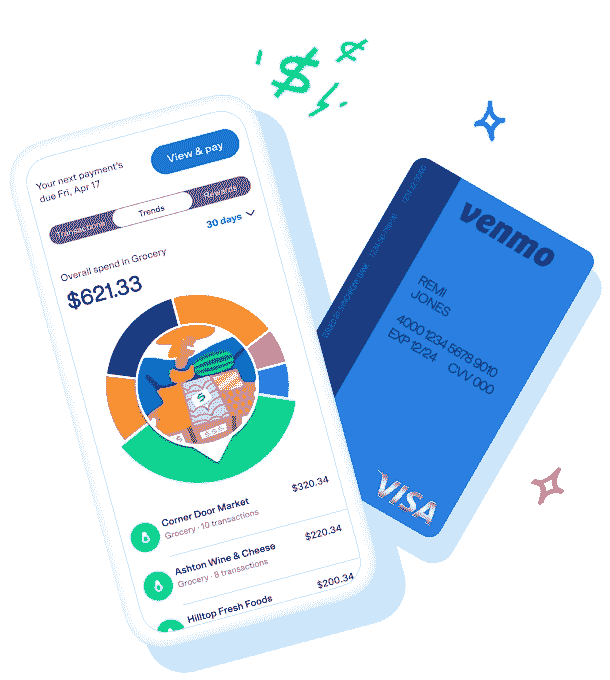 Your next payment's
due Fri, Apr 17
View & pay
Transactions
Trends
Rewards
30 days
Overall spend in Grocery
$621.33
Corner Door Market
Grocery · 10 transactions
$320.34
Ashton Wine & Cheese
Grocery · 8 transactions
$220.34
Hilltop Fresh Foods
$200.34
venmo
REMI
JONES
4000 1234 5678 9010
EXP 12/24 CVV 000
VISA